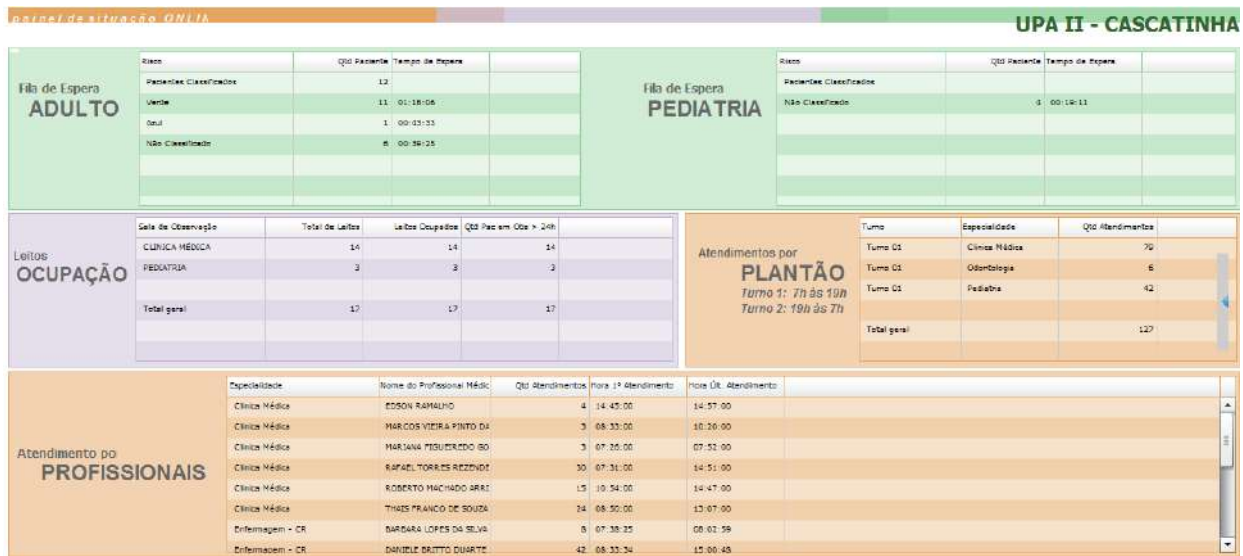 painel de situação ONLIN
UPA II - CASCATINHA
Fila de Espera
ADULTO
Risco Qtd Paciente Tempo de Espera
Pacientes Classificados 12
Verde 11 01:18:06
Azul 1 00:43:33
Não Classificado 6 00:39:25
Fila de Espera
PEDIATRIA
Risco Qtd Paciente Tempo de Espera
Pacientes Classificados
Não Classificado 4 00:19:11
Leitos
OCUPAÇÃO
Sala de Observação Total de Leitos Leitos Ocupados Qtd Pac em Obs > 24h
CLINICA MÉDICA 14 14 14
PEDIATRIA 3 3 3
Total geral 17 17 17
Atendimentos por
PLANTÃO
Turno 1: 7h às 19h
Turno 2: 19h às 7h
Turno Especialidade Qtd Atendimentos
Turno 01 Clinica Médica 79
Turno 01 Odontologia 6
Turno 01 Pediatria 42
Total geral 127
Atendimento po
PROFISSIONAIS
Especialidade Nome do Profissional Médic Qtd Atendimentos Hora 1º Atendimento Hora Últ. Atendimento
Clinica Médica EDSON RAMALHO 4 14:45:00 14:57:00
Clinica Médica MARCOS VIEIRA PINTO DA 3 08:33:00 10:20:00
Clinica Médica MARIANA FIGUEIREDO GO 3 07:26:00 07:52:00
Clinica Médica RAFAEL TORRES REZENDE 30 07:31:00 14:51:00
Clinica Médica ROBERTO MACHADO ARRI 15 10:54:00 14:47:00
Clinica Médica THAIS FRANCO DE SOUZA 24 08:50:00 13:07:00
Enfermagem - CR BARBARA LOPES DA SILVA 8 07:38:25 08:02:59
Enfermagem - CR DANIELE BRITTO DUARTE 42 08:33:34 15:00:48